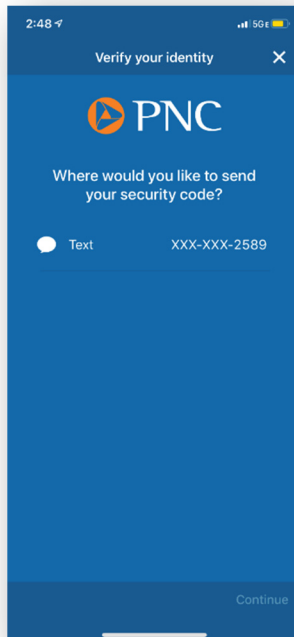 2:48
5GE
Verify your identity
PNC
Where would you like to send
your security code?
Text XXX-XXX-2589
Continue